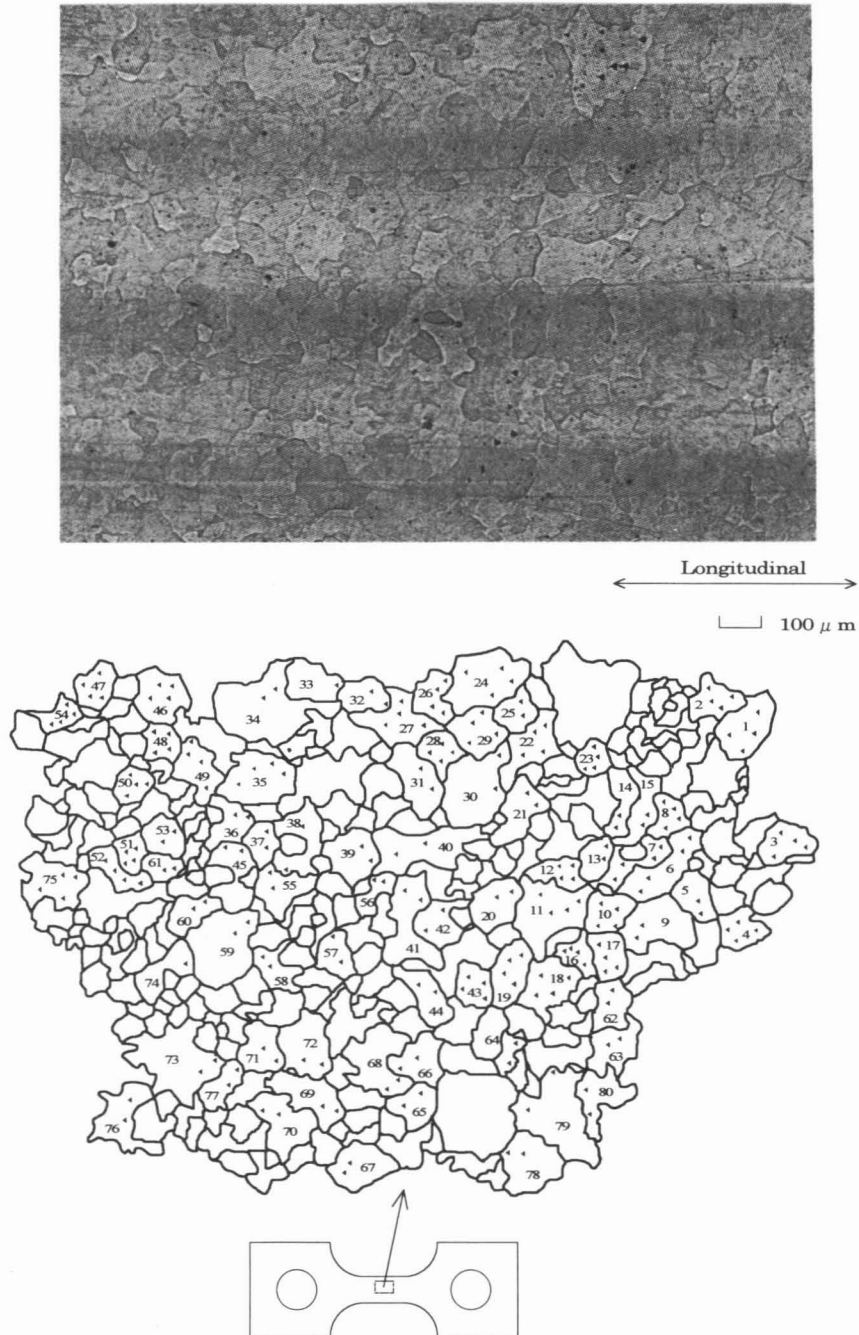 Longitudinal
100 μ m
47 33 24
54 46 32 26 2
34 27 25 1
48 28 29 22
50 49 35 31 30 23 14 15
36 38 21 8
53 37 39 40 3
51 52 61 45 12 13 7 6
75 55 56 20 11 10 5
60 42 9 4
59 57 41 16 17
74 58 43 19 18
44 62
73 71 72 68 64 63
77 69 66 80
76 70 65 79
67 78